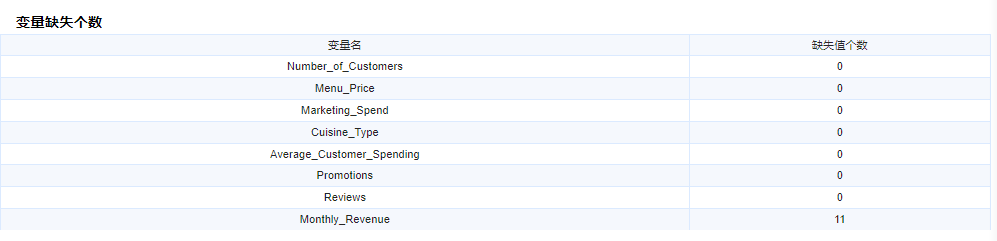 变量缺失个数
变量名 缺失值个数
Number_of_Customers 0
Menu_Price 0
Marketing_Spend 0
Cuisine_Type 0
Average_Customer_Spending 0
Promotions 0
Reviews 0
Monthly_Revenue 11